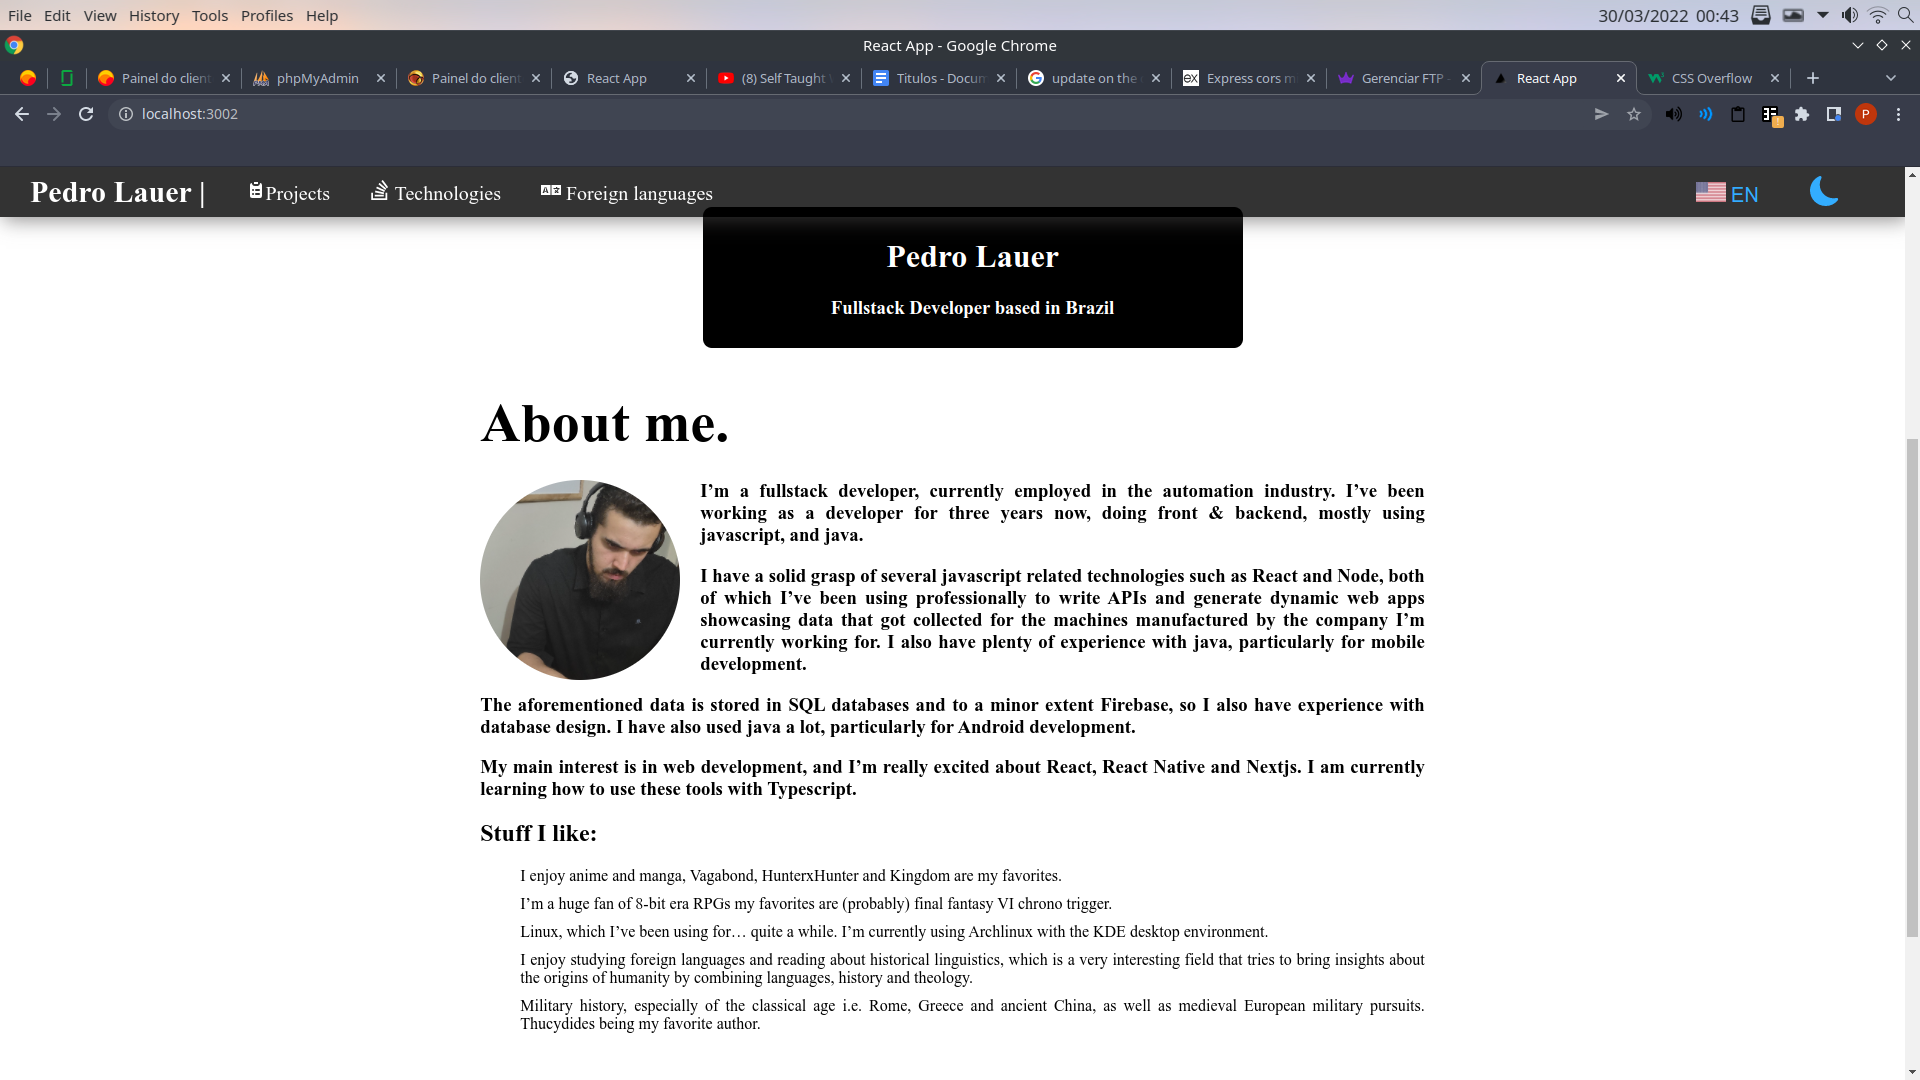 File Edit View History Tools Profiles Help 30/03/2022 00:43
React App - Google Chrome
Painel do client phpMyAdmin Painel do client React App (8) Self Taught Titulos - Docum update on the Express cors m Gerenciar FTP - React App CSS Overflow
localhost:3002 P
Pedro Lauer | Projects Technologies Foreign languages EN
Pedro Lauer
Fullstack Developer based in Brazil
About me.
I’m a fullstack developer, currently employed in the automation industry. I’ve been
working as a developer for three years now, doing front & backend, mostly using
javascript, and java.
I have a solid grasp of several javascript related technologies such as React and Node, both
of which I’ve been using professionally to write APIs and generate dynamic web apps
showcasing data that got collected for the machines manufactured by the company I’m
currently working for. I also have plenty of experience with java, particularly for mobile
development.
The aforementioned data is stored in SQL databases and to a minor extent Firebase, so I also have experience with
database design. I have also used java a lot, particularly for Android development.
My main interest is in web development, and I’m really excited about React, React Native and Nextjs. I am currently
learning how to use these tools with Typescript.
Stuff I like:
I enjoy anime and manga, Vagabond, HunterxHunter and Kingdom are my favorites.
I’m a huge fan of 8-bit era RPGs my favorites are (probably) final fantasy VI chrono trigger.
Linux, which I’ve been using for… quite a while. I’m currently using Archlinux with the KDE desktop environment.
I enjoy studying foreign languages and reading about historical linguistics, which is a very interesting field that tries to bring insights about
the origins of humanity by combining languages, history and theology.
Military history, especially of the classical age i.e. Rome, Greece and ancient China, as well as medieval European military pursuits.
Thucydides being my favorite author.